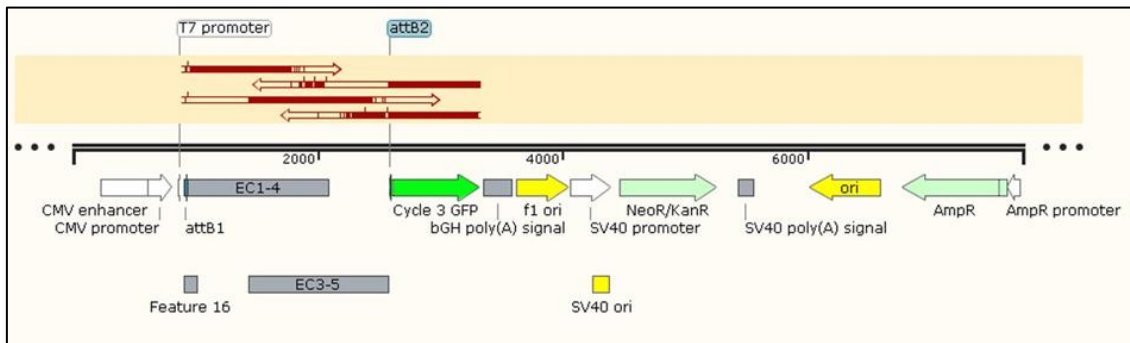 T7 promoter
attB2
2000
4000
6000
EC1-4
ori
CMV enhancer
Cycle 3 GFP
f1 ori
NeoR/KanR
AmpR
AmpR promoter
CMV promoter
attB1
bGH poly(A) signal
SV40 promoter
SV40 poly(A) signal
EC3-5
Feature 16
SV40 ori